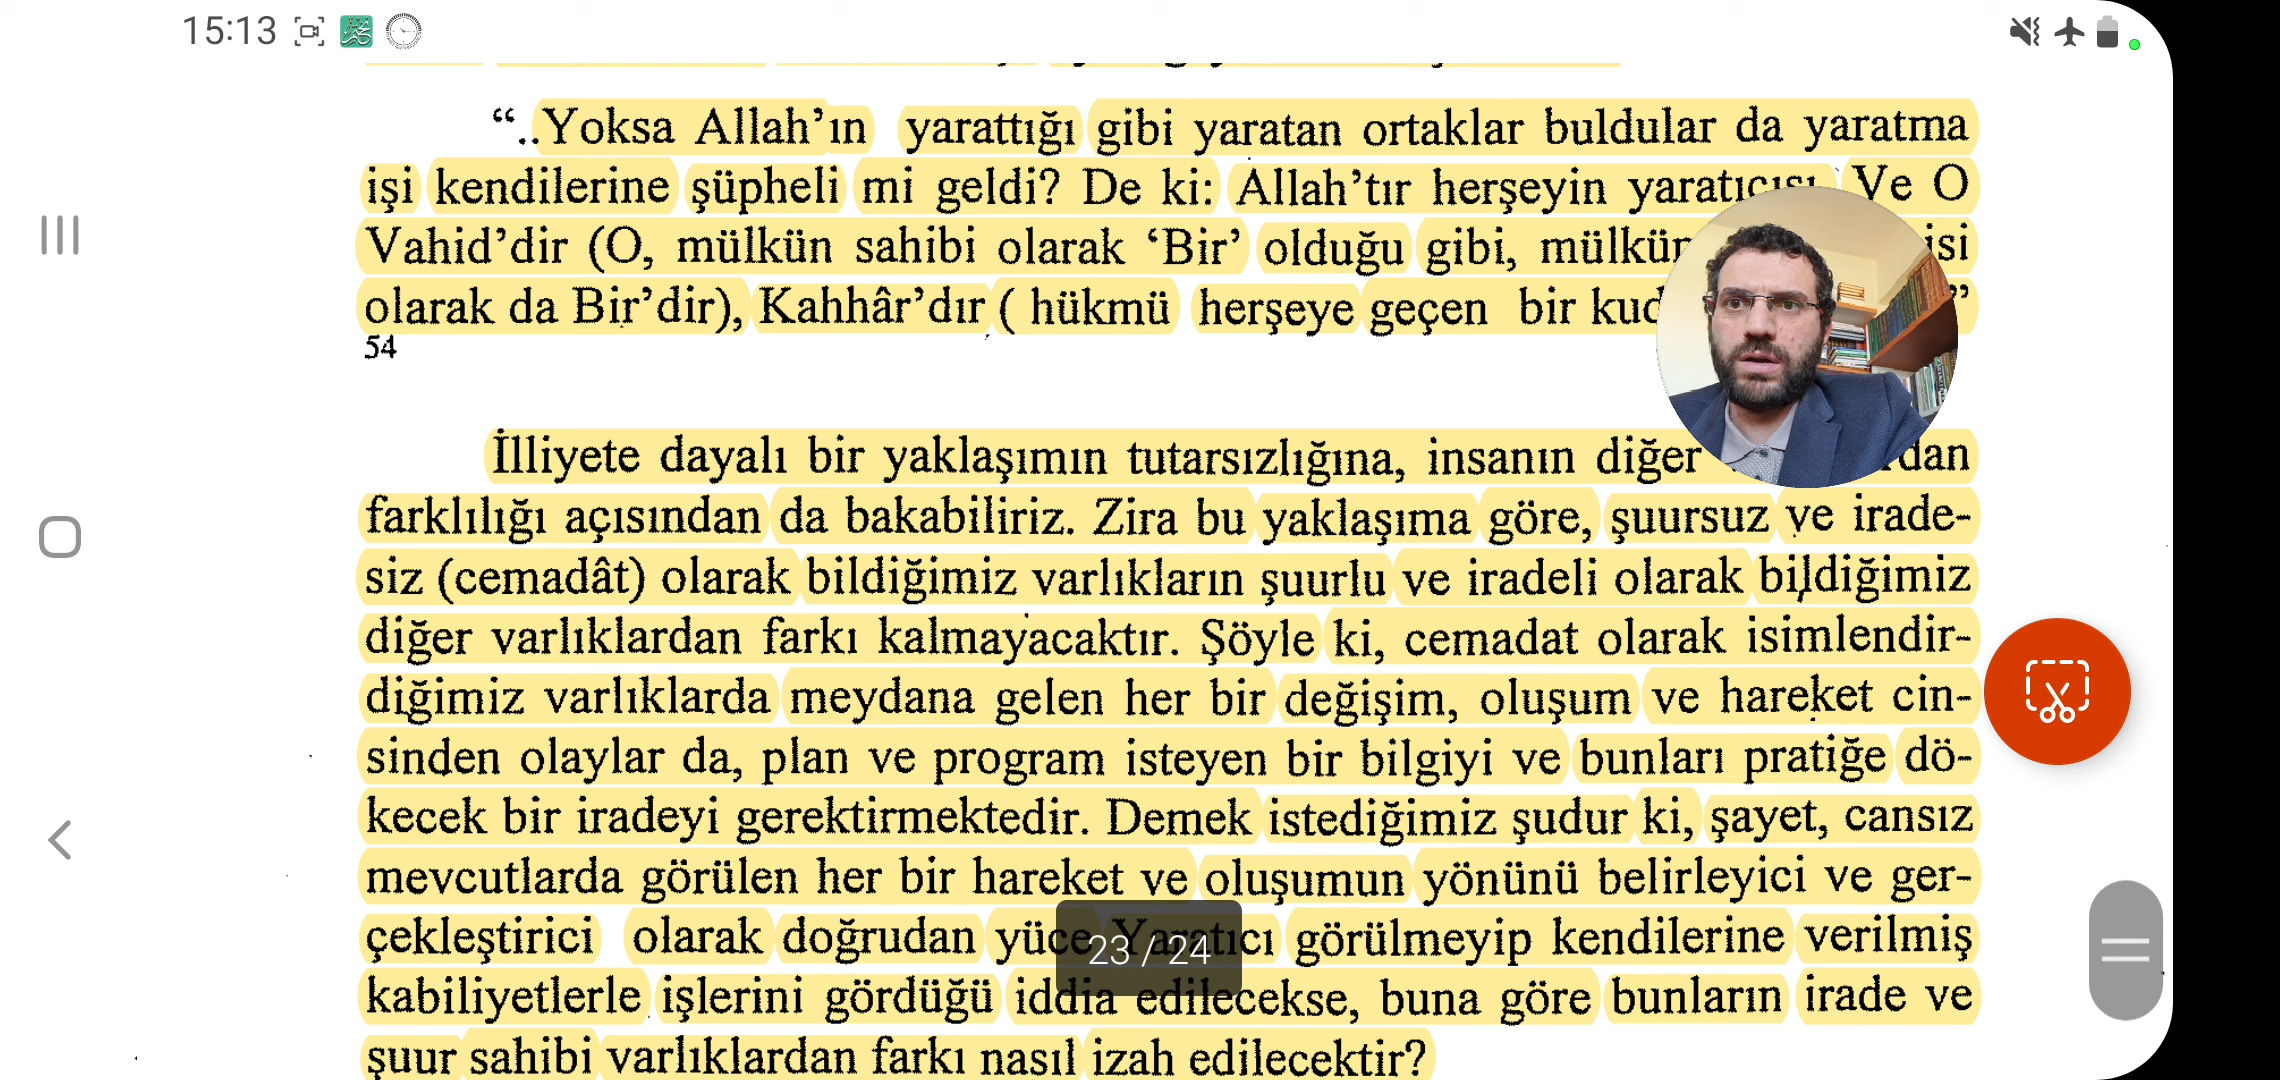 15:13
“..Yoksa Allah’ın yarattığı gibi yaratan ortaklar buldular da yaratma
işi kendilerine şüpheli mi geldi? De ki: Allah’tır herşeyin yaratıcısı. Ve O
Vahid’dir (O, mülkün sahibi olarak ‘Bir’ olduğu gibi, isi
olarak da Bir’dir), Kahhâr’dır ( hükmü herşeye geçen bir ”
54
İlliyete dayalı bir yaklaşımın tutarsızlığına, insanın diğer dan
farklılığı açısından da bakabiliriz. Zira bu yaklaşıma göre, şuursuz ve irade-
siz (cemadât) olarak bildiğimiz varlıkların şuurlu ve iradeli olarak bildiğimiz
diğer varlıklardan farkı kalmayacaktır. Şöyle ki, cemadat olarak isimlendir-
diğimiz varlıklarda meydana gelen her bir değişim, oluşum ve hareket cin-
sinden olaylar da, plan ve program isteyen bir bilgiyi ve bunları pratiğe dö-
kecek bir iradeyi gerektirmektedir. Demek istediğimiz şudur ki, şayet, cansız
mevcutlarda görülen her bir hareket ve oluşumun yönünü belirleyici ve ger-
çekleştirici olarak doğrudan yüce Yaratıcı görülmeyip kendilerine verilmiş
23 / 24
kabiliyetlerle işlerini gördüğü iddia edilecekse, buna göre bunların irade ve
şuur sahibi varlıklardan farkı nasıl izah edilecektir?